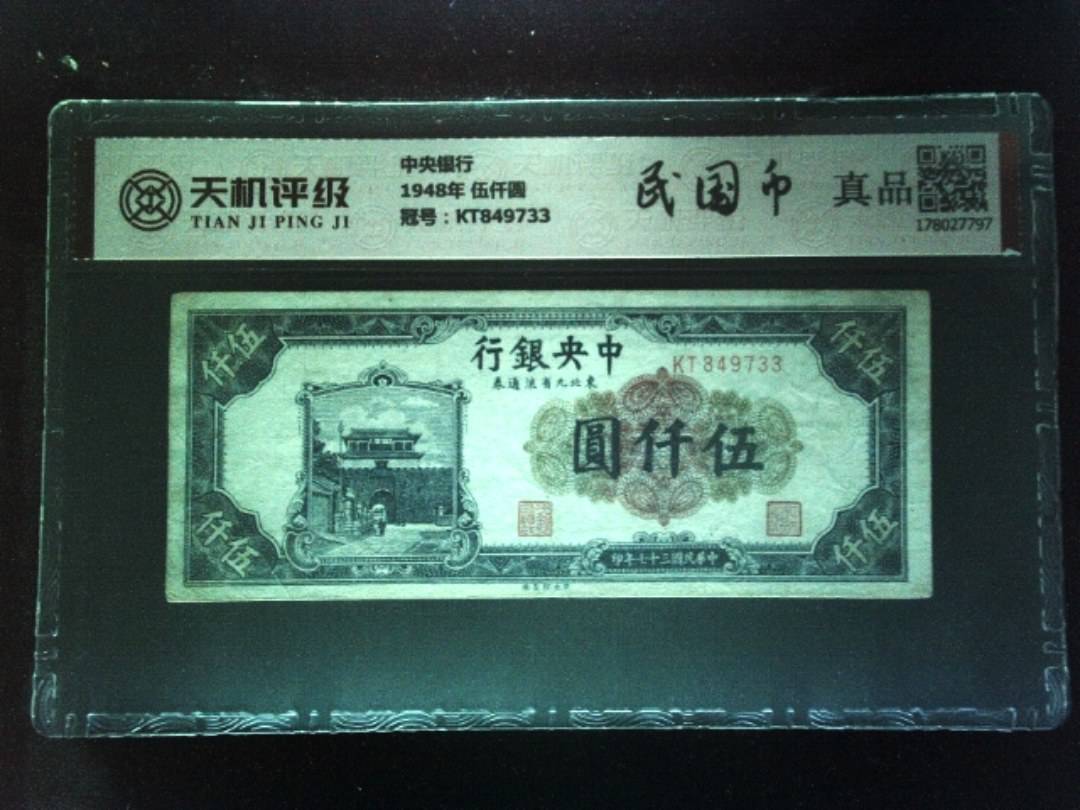 天机评级
TIAN JI PING JI
中央银行
1948年 伍仟圆
冠号：KT849733
民国币
真品
178027797
中央銀行
東北九省流通券
KT 849733
伍仟圓
伍仟
伍仟
伍仟
伍仟
中華民國三十七年印